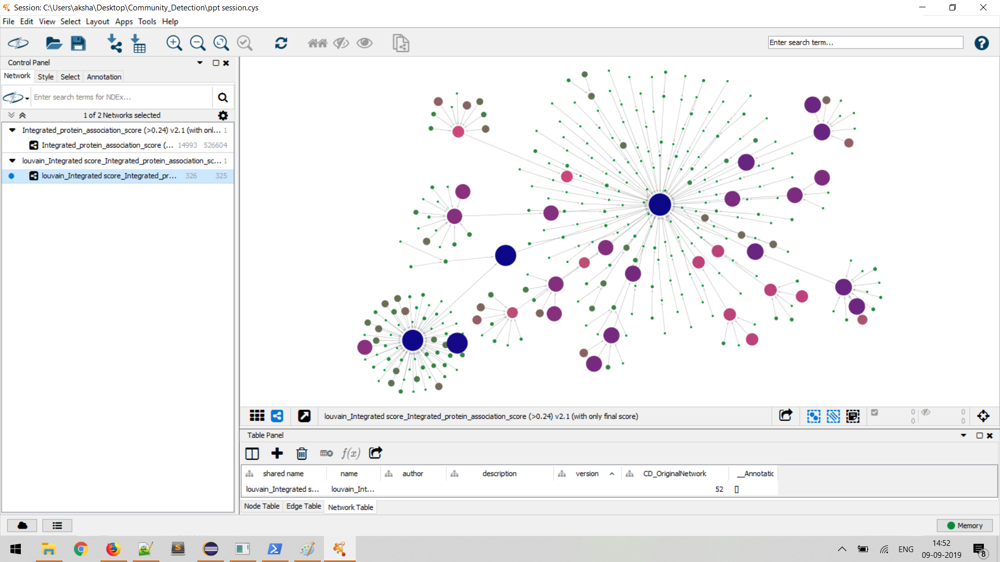 Session: C:\Users\aksha\Desktop\Community_Detection\ppt session.cys
File Edit View Select Layout Apps Tools Help
Enter search term...
Control Panel
Network Style Select Annotation
Enter search terms for NDEx...
1 of 2 Networks selected
Integrated_protein_association_score (>0.24) v2.1 (with onl... 1
Integrated_protein_association_score (... 14993 526604
louvain_Integrated score_Integrated_protein_association_sc... 1
louvain_Integrated score_Integrated_pr... 326 325
louvain_Integrated score_Integrated_protein_association_score (>0.24) v2.1 (with only final score)
0 0
0 0
Table Panel
f(x)
shared name name author description version CD_OriginalNetwork __Annotatic
louvain_Integrated s... louvain_Int... 52 []
Node Table Edge Table Network Table
Memory
S
ENG
14:52
09-09-2019
8